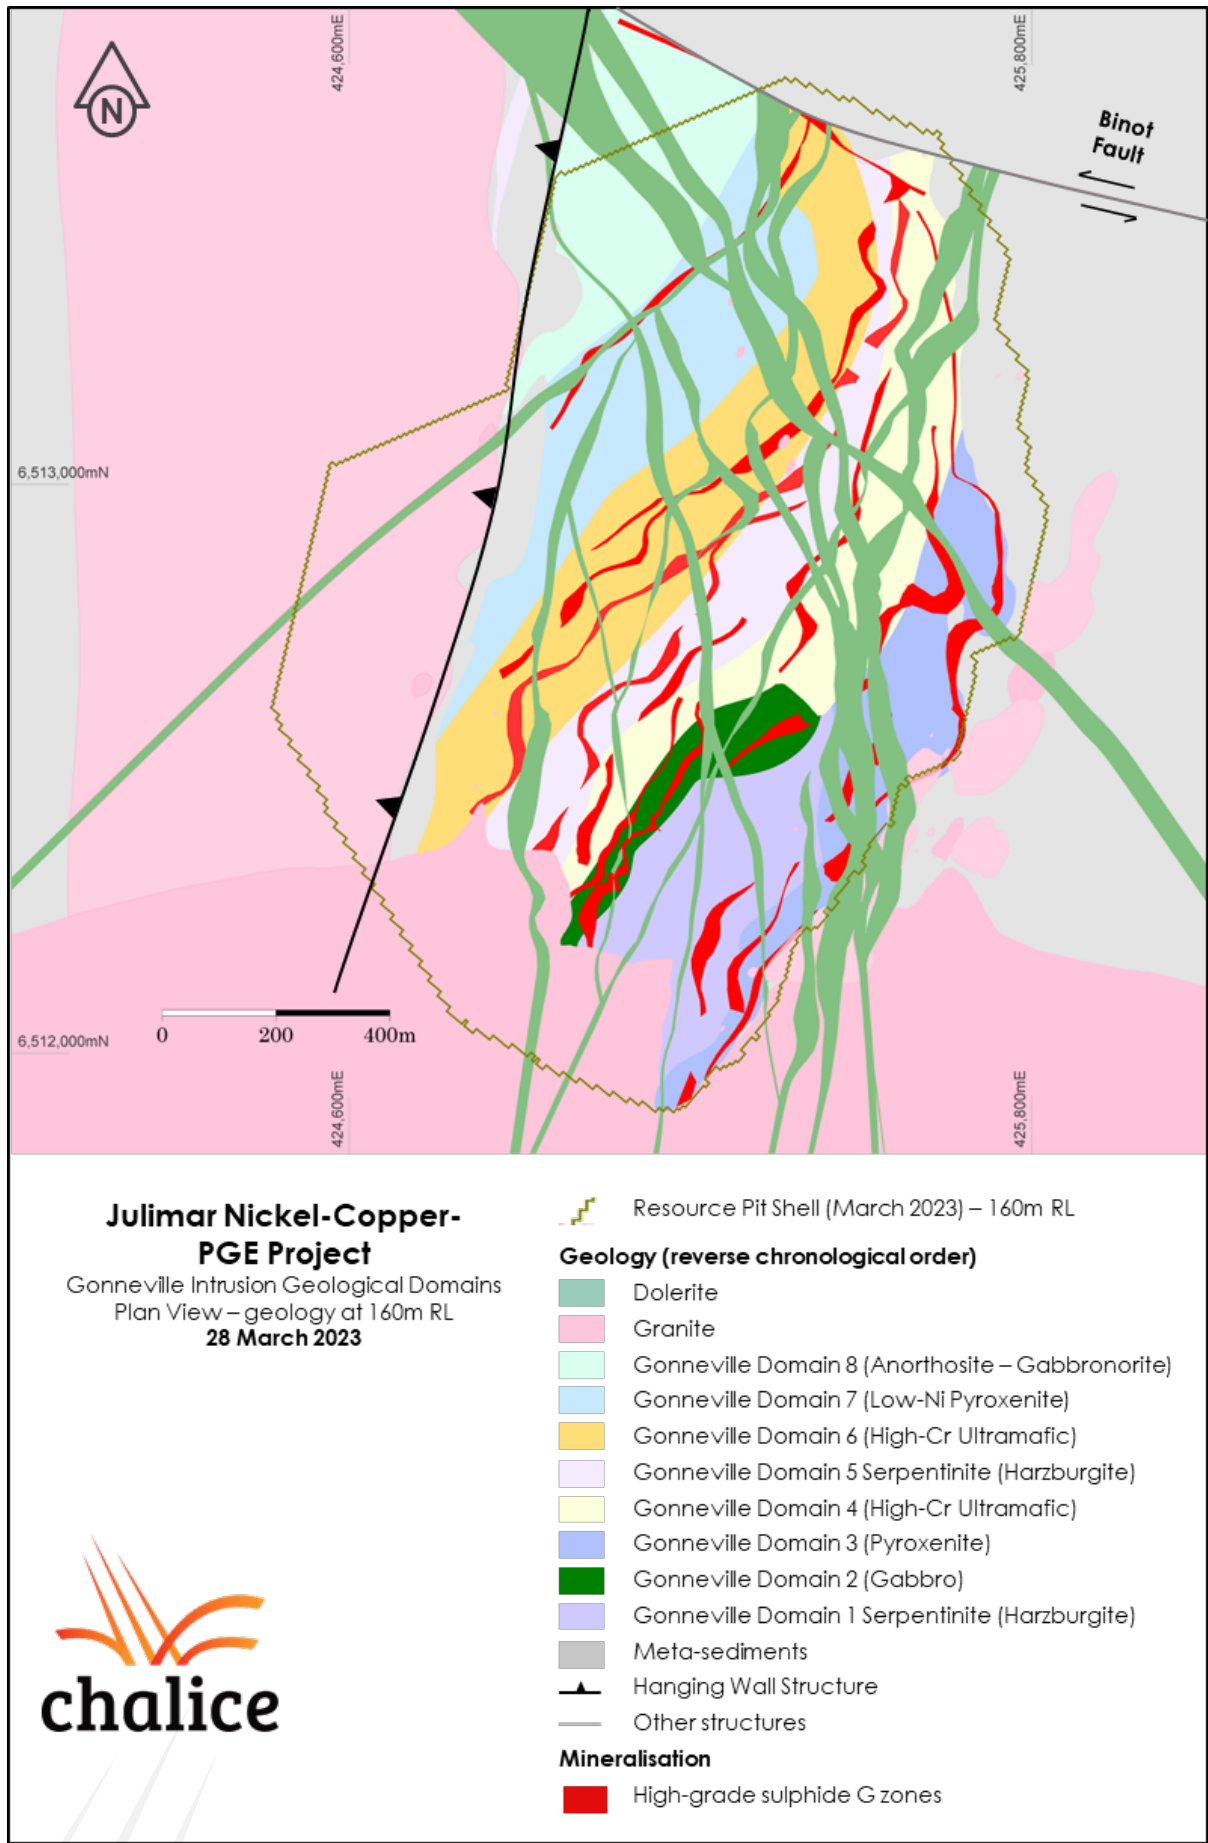 424,600mE
425,800mE
N
Binot
Fault
6,513,000mN
0 200 400m
6,512,000mN
424,600mE
425,800mE
Julimar Nickel-Copper-
PGE Project
Gonneville Intrusion Geological Domains
Plan View – geology at 160m RL
28 March 2023
Resource Pit Shell (March 2023) – 160m RL
Geology (reverse chronological order)
Dolerite
Granite
Gonneville Domain 8 (Anorthosite – Gabbronorite)
Gonneville Domain 7 (Low-Ni Pyroxenite)
Gonneville Domain 6 (High-Cr Ultramafic)
Gonneville Domain 5 Serpentinite (Harzburgite)
Gonneville Domain 4 (High-Cr Ultramafic)
Gonneville Domain 3 (Pyroxenite)
Gonneville Domain 2 (Gabbro)
Gonneville Domain 1 Serpentinite (Harzburgite)
Meta-sediments
Hanging Wall Structure
Other structures
Mineralisation
High-grade sulphide G zones
chalice